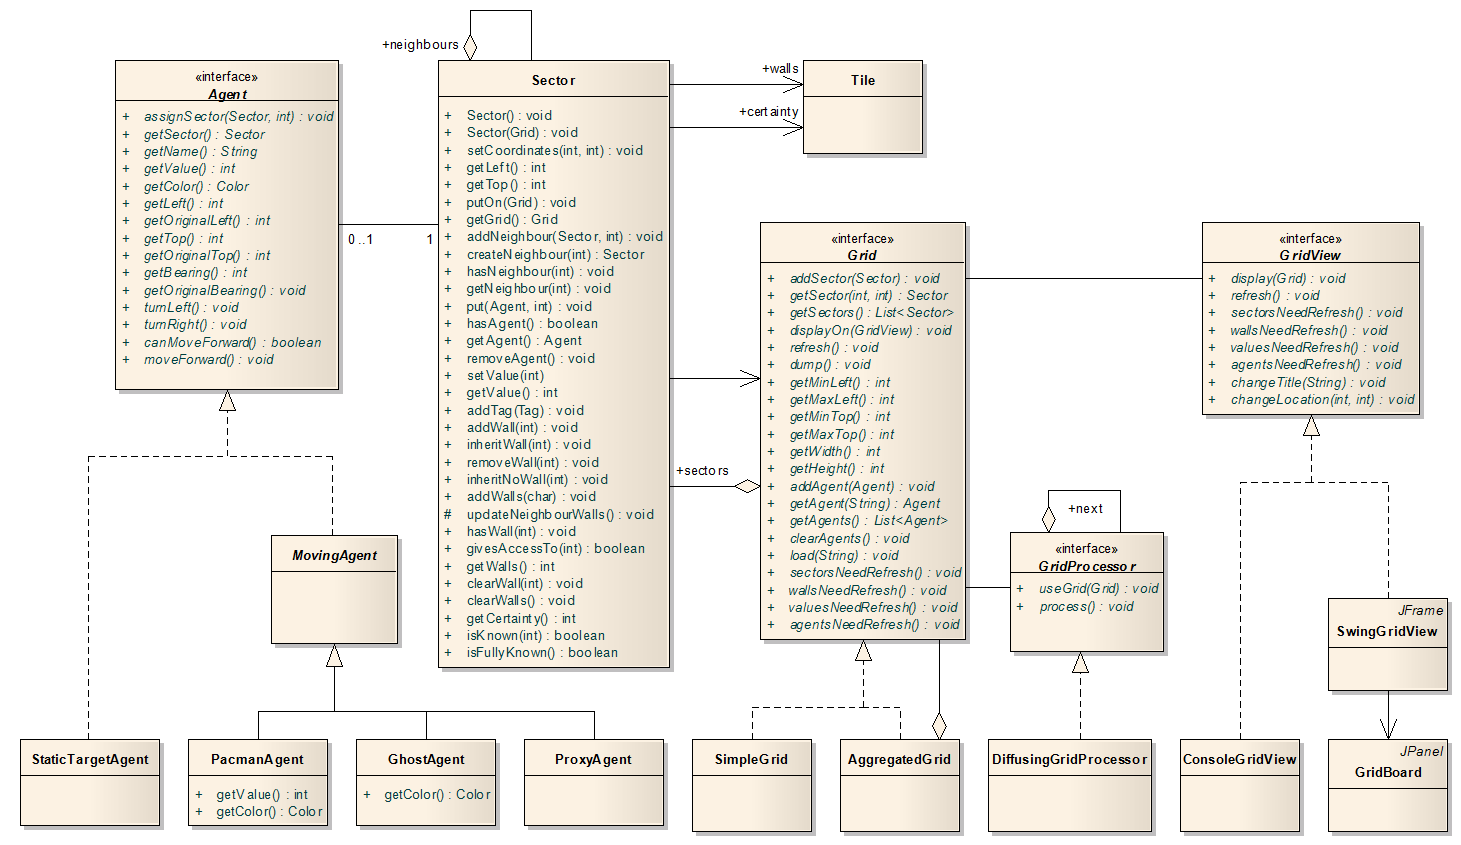 +neighbours
«interface»
Agent
+ assignSector(Sector, int) : void
+ getSector() : Sector
+ getName() : String
+ getValue() : int
+ getColor() : Color
+ getLeft() : int
+ getOriginalLeft() : int
+ getTop() : int
+ getOriginalTop() : int
+ getBearing() : int
+ getOriginalBearing() : void
+ turnLeft() : void
+ turnRight() : void
+ canMoveForward() : boolean
+ moveForward() : void
0..1
1
Sector
+ Sector() : void
+ Sector(Grid) : void
+ setCoordinates(int, int) : void
+ getLeft() : int
+ getTop() : int
+ putOn(Grid) : void
+ getGrid() : Grid
+ addNeighbour(Sector, int) : void
+ createNeighbour(int) : Sector
+ hasNeighbour(int) : void
+ getNeighbour(int) : void
+ put(Agent, int) : void
+ hasAgent() : boolean
+ getAgent() : Agent
+ removeAgent() : void
+ setValue(int)
+ getValue() : int
+ addTag(Tag) : void
+ addWall(int) : void
+ inheritWall(int) : void
+ removeWall(int) : void
+ inheritNoWall(int) : void
+ addWalls(char) : void
# updateNeighbourWalls() : void
+ hasWall(int) : void
+ givesAccessTo(int) : boolean
+ getWalls() : int
+ clearWall(int) : void
+ clearWalls() : void
+ getCertainty() : int
+ isKnown(int) : boolean
+ isFullyKnown() : boolean
+walls
+certainty
Tile
+sectors
«interface»
Grid
+ addSector(Sector) : void
+ getSector(int, int) : Sector
+ getSectors() : List<Sector>
+ displayOn(GridView) : void
+ refresh() : void
+ dump() : void
+ getMinLeft() : int
+ getMaxLeft() : int
+ getMinTop() : int
+ getMaxTop() : int
+ getWidth() : int
+ getHeight() : int
+ addAgent(Agent) : void
+ getAgent(String) : Agent
+ getAgents() : List<Agent>
+ clearAgents() : void
+ load(String) : void
+ sectorsNeedRefresh() : void
+ wallsNeedRefresh() : void
+ valuesNeedRefresh() : void
+ agentsNeedRefresh() : void
«interface»
GridView
+ display(Grid) : void
+ refresh() : void
+ sectorsNeedRefresh() : void
+ wallsNeedRefresh() : void
+ valuesNeedRefresh() : void
+ agentsNeedRefresh() : void
+ changeTitle(String) : void
+ changeLocation(int, int) : void
+next
«interface»
GridProcessor
+ useGrid(Grid) : void
+ process() : void
MovingAgent
JFrame
SwingGridView
StaticTargetAgent
PacmanAgent
+ getValue() : int
+ getColor() : Color
GhostAgent
+ getColor() : Color
ProxyAgent
SimpleGrid
AggregatedGrid
DiffusingGridProcessor
ConsoleGridView
JPanel
GridBoard